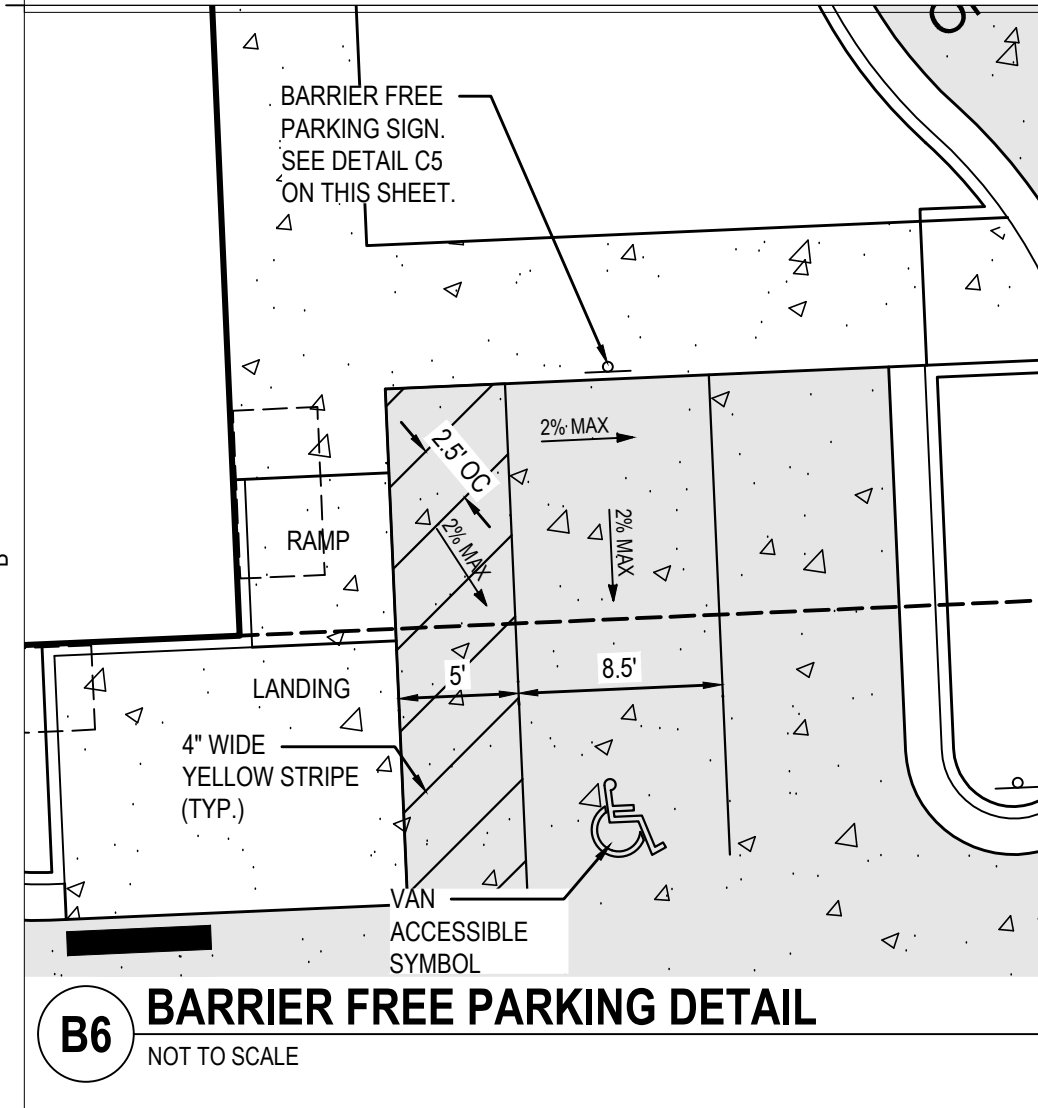 BARRIER FREE
PARKING SIGN.
SEE DETAIL C5
ON THIS SHEET.
2% MAX
2.5' OC
2% MAX
2% MAX
RAMP
5'
8.5'
LANDING
4" WIDE
YELLOW STRIPE
(TYP.)
VAN
ACCESSIBLE
SYMBOL
B6
BARRIER FREE PARKING DETAIL
NOT TO SCALE